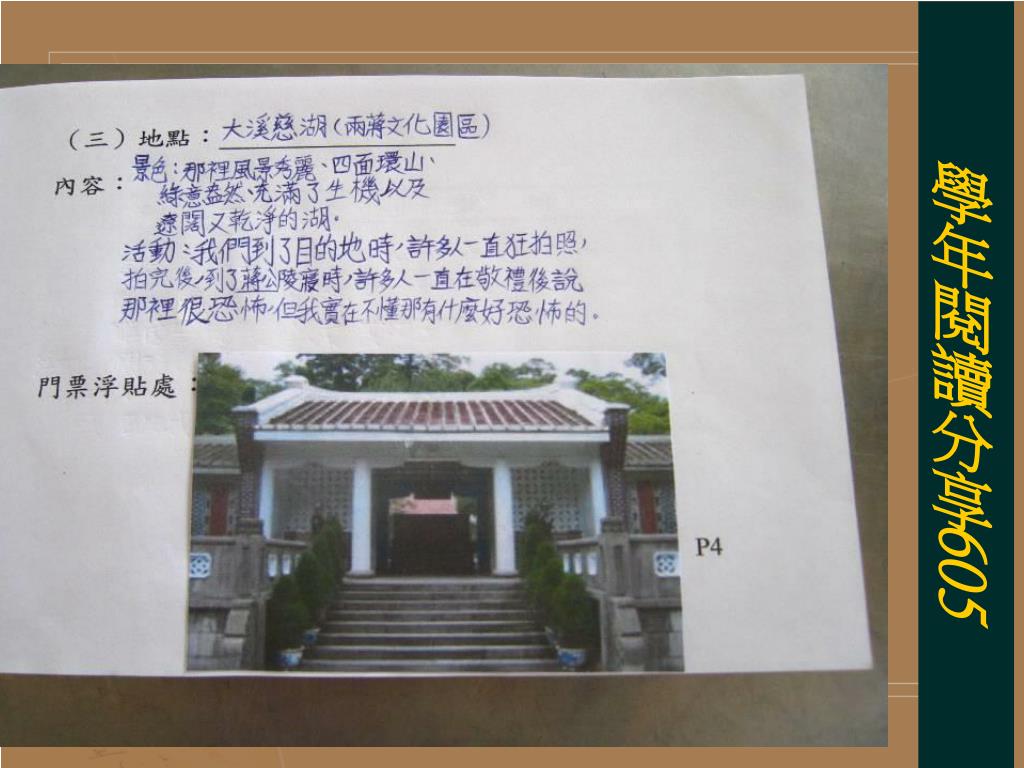 (三)地點:大溪慈湖(兩蔣文化園區)
內容:景色:那裡風景秀麗、四面環山、
綠意盎然、充滿了生機以及
遼闊又乾淨的湖。
活動:我們到了目的地時,許多人一直狂拍照,
拍完後,到了蔣公陵寢時,許多人一直在敬禮後說
那裡很恐怖,但我實在不懂那有什麼好恐怖的。
門票浮貼處:
P4
學年閱讀分享605